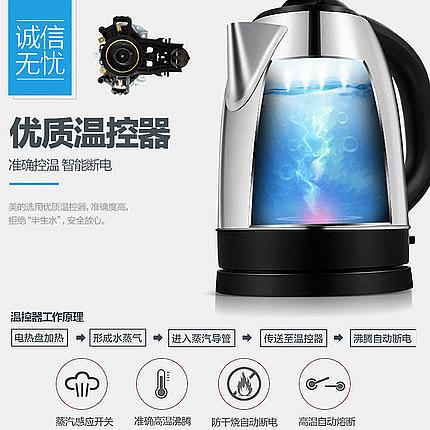 诚信
无忧
优质温控器
准确控温 智能断电
美的选用优质温控器, 准确度高,
拒绝“半生水”, 安全放心。
温控器工作原理
电热盘加热 → 形成水蒸气 → 进入蒸汽导管 → 传送至温控器 → 沸腾自动断电
蒸汽感应开关 准确高温沸腾 防干烧自动断电 高温自动熔断